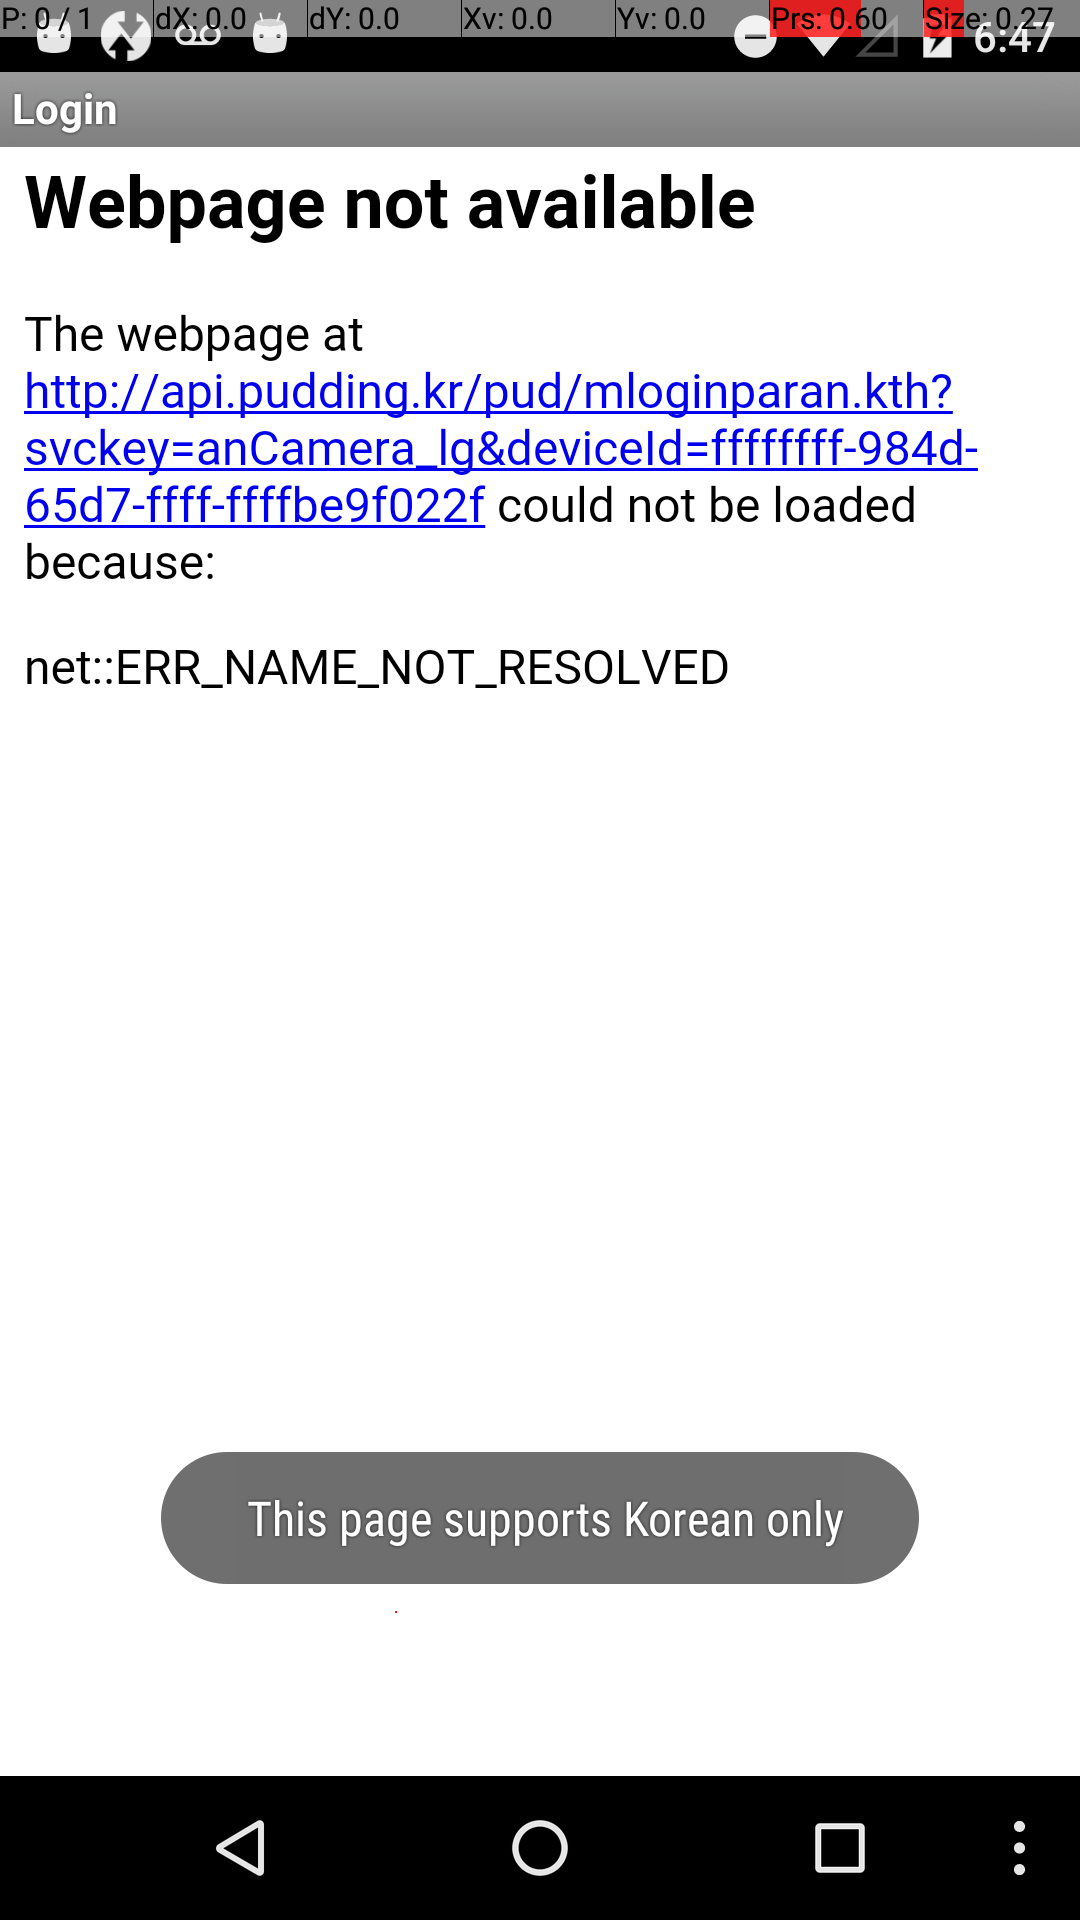 P: 0 / 1 dX: 0.0 dY: 0.0 Xv: 0.0 Yv: 0.0 Prs: 0.60 Size: 0.27
6:47
Login
Webpage not available
The webpage at
http://api.pudding.kr/pud/mloginparan.kth?
svckey=anCamera_lg&deviceId=ffffffff-984d-
65d7-ffff-ffffbe9f022f could not be loaded
because:
net::ERR_NAME_NOT_RESOLVED
This page supports Korean only